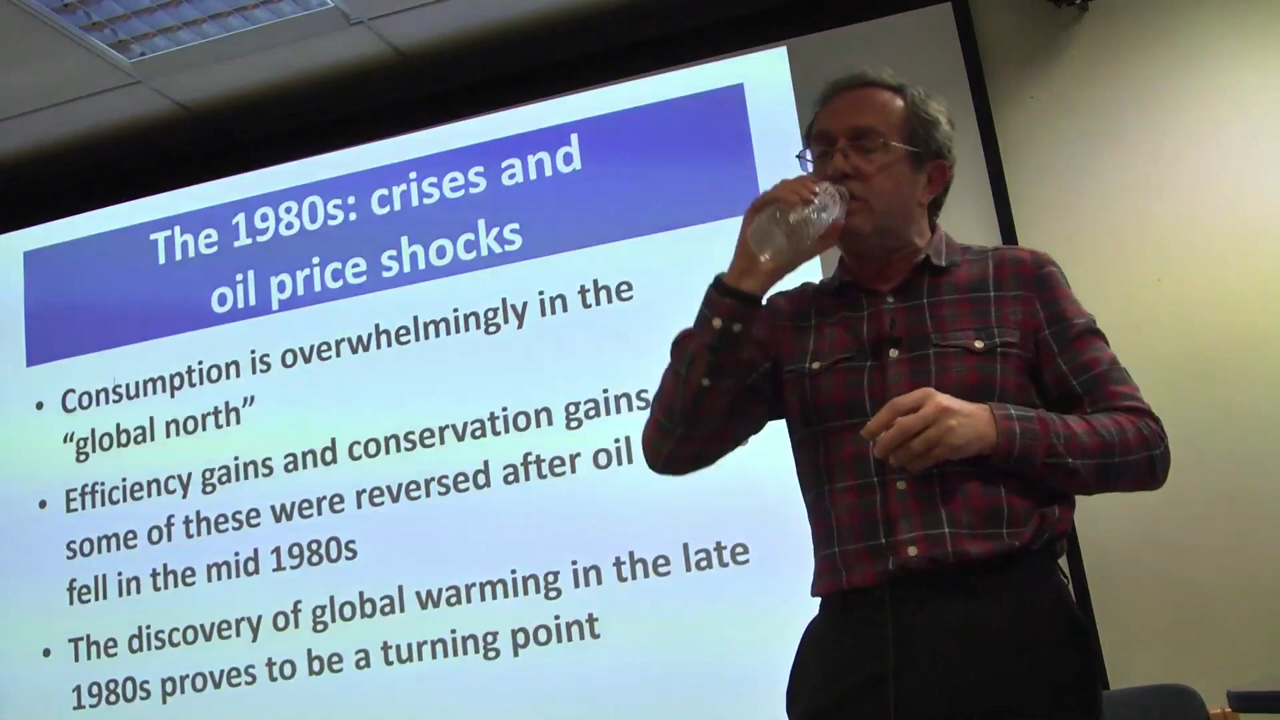 The 1980s: crises and
oil price shocks
• Consumption is overwhelmingly in the
“global north”
• Efficiency gains and conservation gains
some of these were reversed after oil
fell in the mid 1980s
• The discovery of global warming in the late
1980s proves to be a turning point